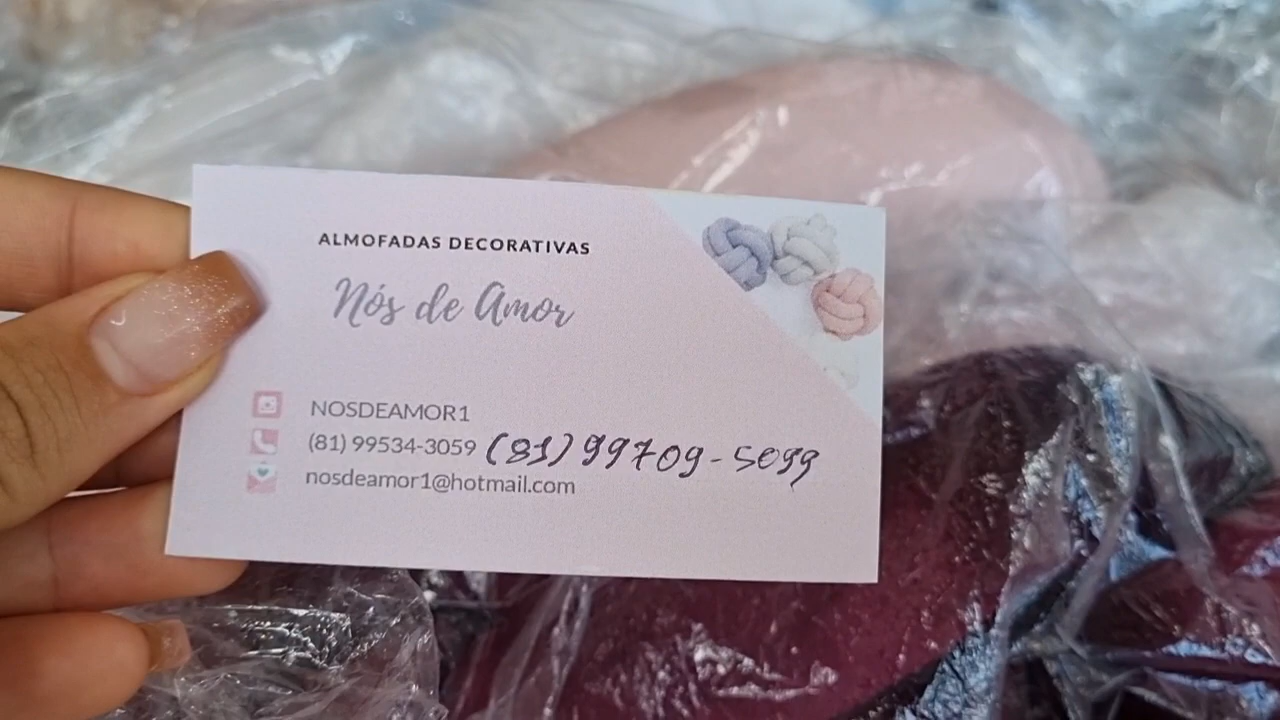 ALMOFADAS DECORATIVAS
Nós de Amor
NOSDEAMOR1
(81) 99534-3059 (81) 99709-5099
nosdeamor1@hotmail.com